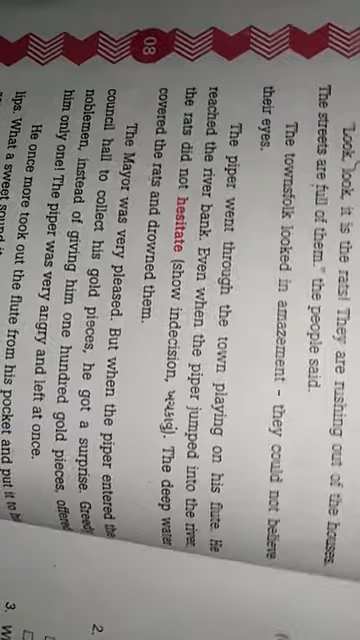 "Look, look, it is the rats! They are rushing out of the houses.
The streets are full of them." the people said.
The townsfolk looked in amazement – they could not believe
their eyes.
The piper went through the town playing on his flute. He
reached the river bank. Even when the piper jumped into the river,
the rats did not hesitate (show indecision, ખચકાવું). The deep water
covered the rats and drowned them.
The Mayor was very pleased. But when the piper entered the
council hall to collect his gold pieces, he got a surprise. Greedy
noblemen, instead of giving him one hundred gold pieces, offered
him only one! The piper was very angry and left at once.
He once more took out the flute from his pocket and put it to
lips. What a sweet sound it
08
2.
3.